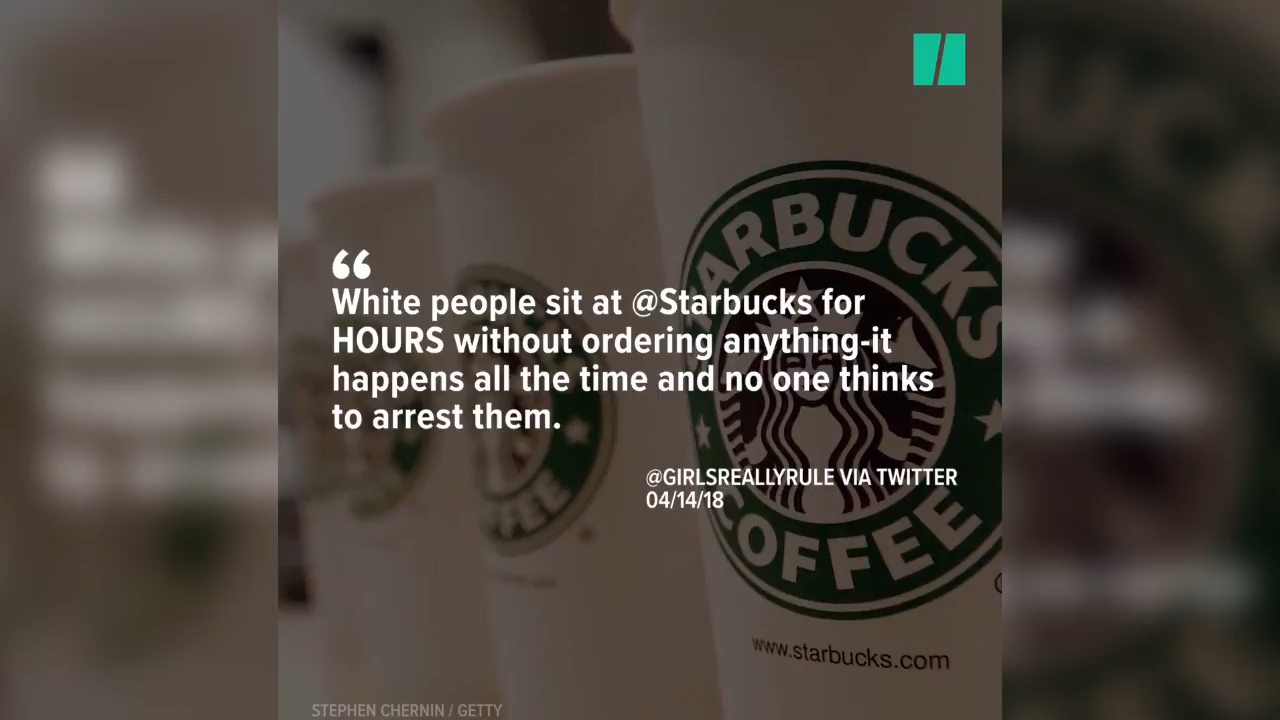 “
White people sit at @Starbucks for
HOURS without ordering anything-it
happens all the time and no one thinks
to arrest them.
@GIRLSREALLYRULE VIA TWITTER
04/14/18
STARBUCKS
COFFEE
www.starbucks.com
STEPHEN CHERNIN / GETTY